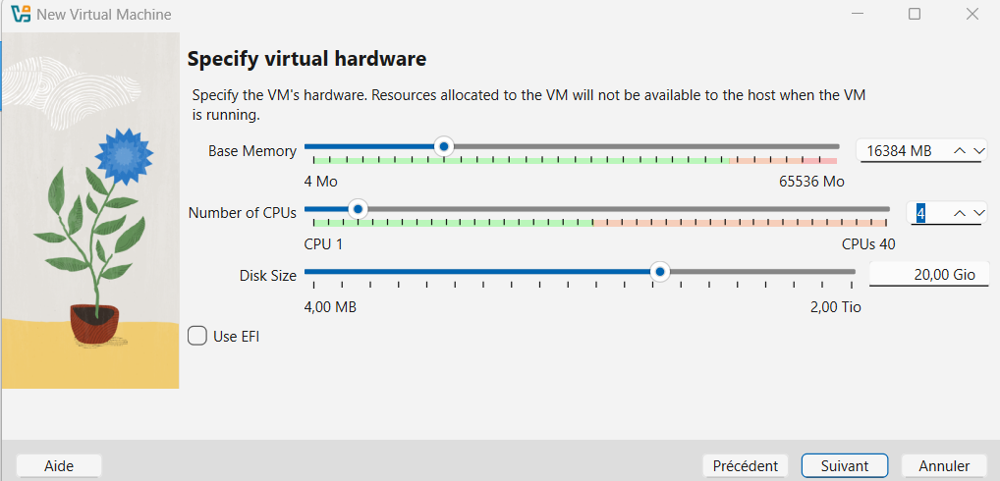 New Virtual Machine
Specify virtual hardware
Specify the VM's hardware. Resources allocated to the VM will not be available to the host when the VM
is running.
Base Memory
16384 MB
4 Mo
65536 Mo
Number of CPUs
4
CPU 1
CPUs 40
Disk Size
20,00 Gio
4,00 MB
2,00 Tio
Use EFI
Aide
Précédent
Suivant
Annuler